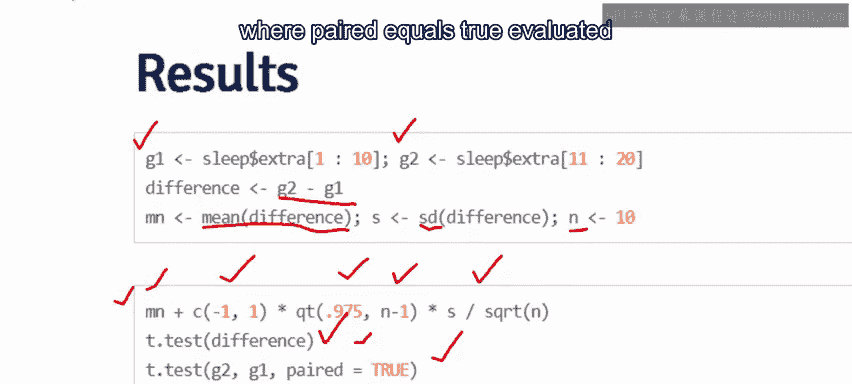 where paired equals true evaluated
Results
g1 <- sleep$extra[1 : 10]; g2 <- sleep$extra[11 : 20]
difference <- g2 - g1
mn <- mean(difference); s <- sd(difference); n <- 10
mn + c(-1, 1) * qt(.975, n-1) * s / sqrt(n)
t.test(difference)
t.test(g2, g1, paired = TRUE)